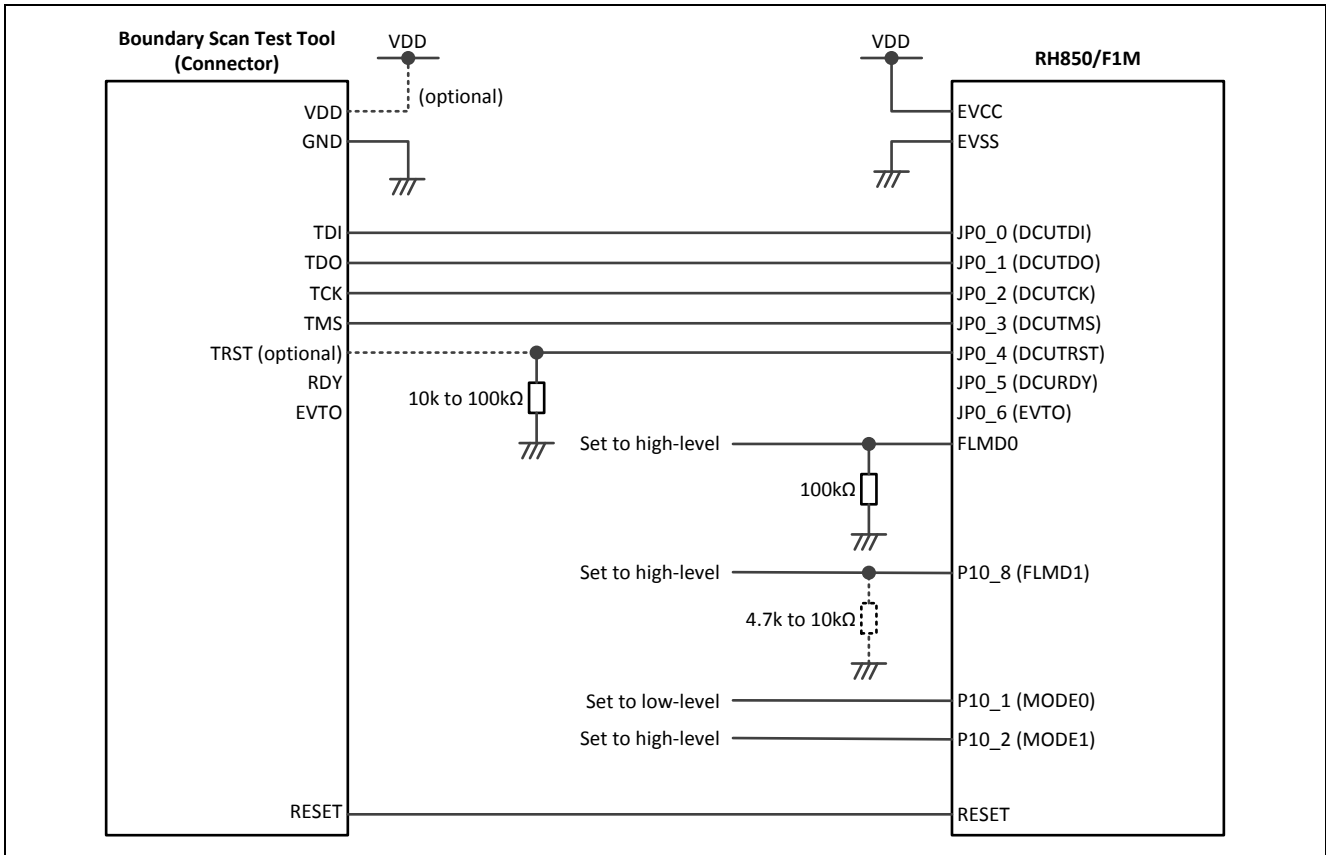 Boundary Scan Test Tool
(Connector)
VDD
VDD
RH850/F1M
(optional)
VDD
GND
EVCC
EVSS
TDI
JP0_0 (DCUTDI)
TDO
JP0_1 (DCUTDO)
TCK
JP0_2 (DCUTCK)
TMS
JP0_3 (DCUTMS)
TRST (optional)
JP0_4 (DCUTRST)
RDY
JP0_5 (DCURDY)
EVTO
JP0_6 (EVTO)
10k to 100kΩ
Set to high-level
FLMD0
100kΩ
Set to high-level
P10_8 (FLMD1)
4.7k to 10kΩ
Set to low-level
P10_1 (MODE0)
Set to high-level
P10_2 (MODE1)
RESET
RESET